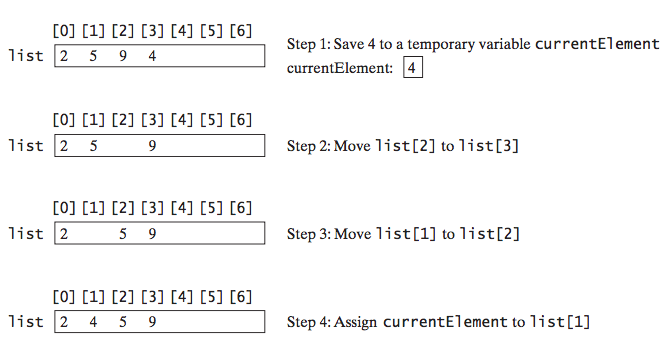 [0] [1] [2] [3] [4] [5] [6]
list 2 5 9 4
Step 1: Save 4 to a temporary variable currentElement
currentElement: 4
[0] [1] [2] [3] [4] [5] [6]
list 2 5 9
Step 2: Move list[2] to list[3]
[0] [1] [2] [3] [4] [5] [6]
list 2 5 9
Step 3: Move list[1] to list[2]
[0] [1] [2] [3] [4] [5] [6]
list 2 4 5 9
Step 4: Assign currentElement to list[1]